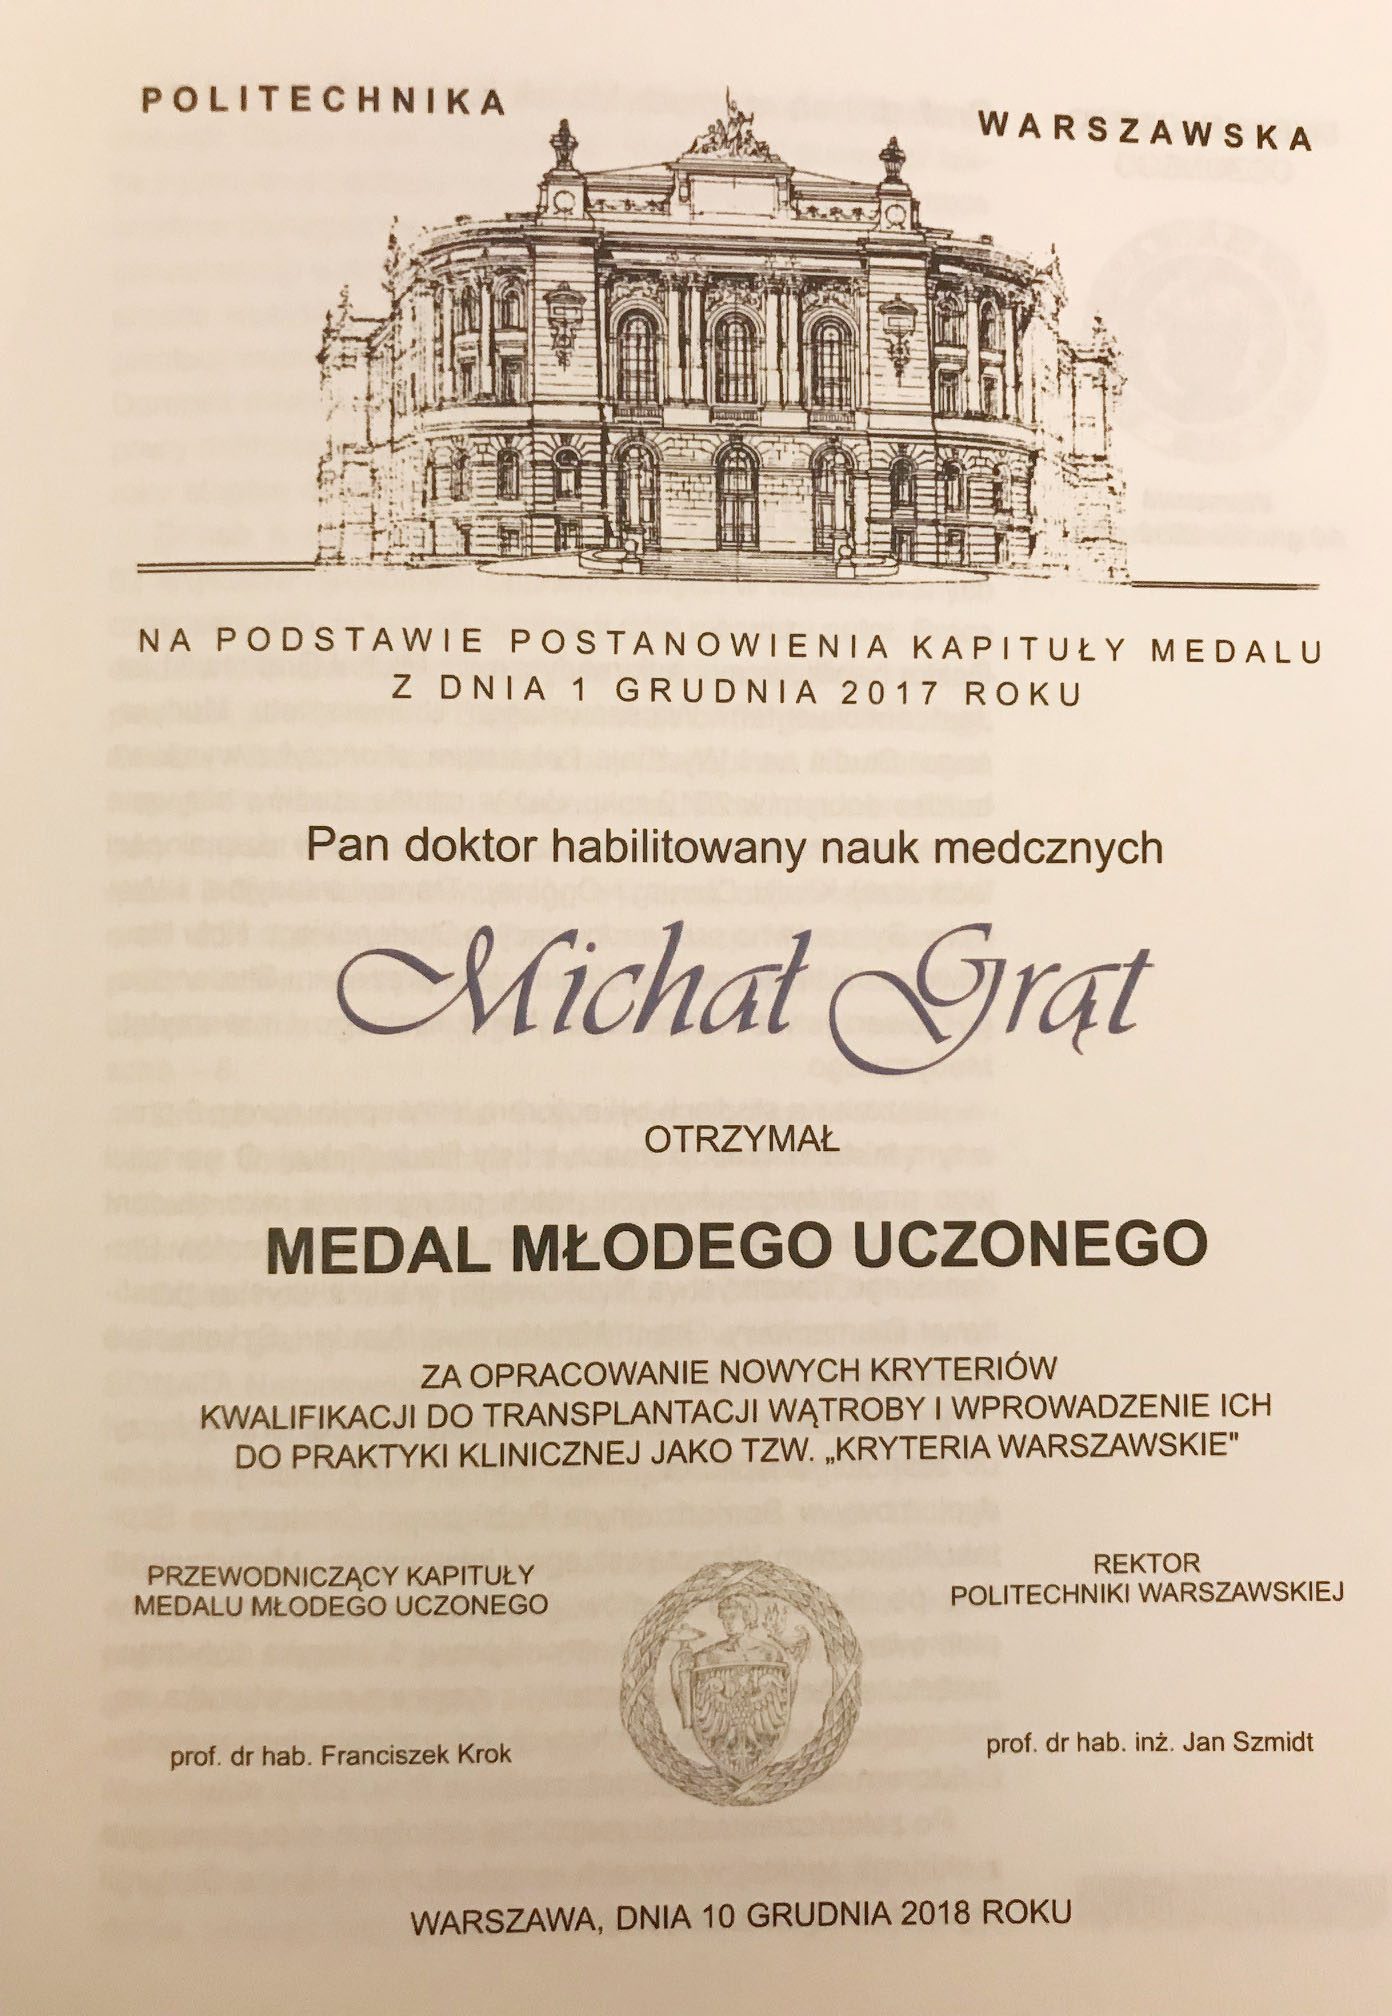 POLITECHNIKA WARSZAWSKA
NA PODSTAWIE POSTANOWIENIA KAPITUŁY MEDALU
Z DNIA 1 GRUDNIA 2017 ROKU
Pan doktor habilitowany nauk medcznych
Michał Grąt
OTRZYMAŁ
MEDAL MŁODEGO UCZONEGO
ZA OPRACOWANIE NOWYCH KRYTERIÓW
KWALIFIKACJI DO TRANSPLANTACJI WĄTROBY I WPROWADZENIE ICH
DO PRAKTYKI KLINICZNEJ JAKO TZW. „KRYTERIA WARSZAWSKIE"
PRZEWODNICZĄCY KAPITUŁY
MEDALU MŁODEGO UCZONEGO
prof. dr hab. Franciszek Krok
REKTOR
POLITECHNIKI WARSZAWSKIEJ
prof. dr hab. inż. Jan Szmidt
WARSZAWA, DNIA 10 GRUDNIA 2018 ROKU